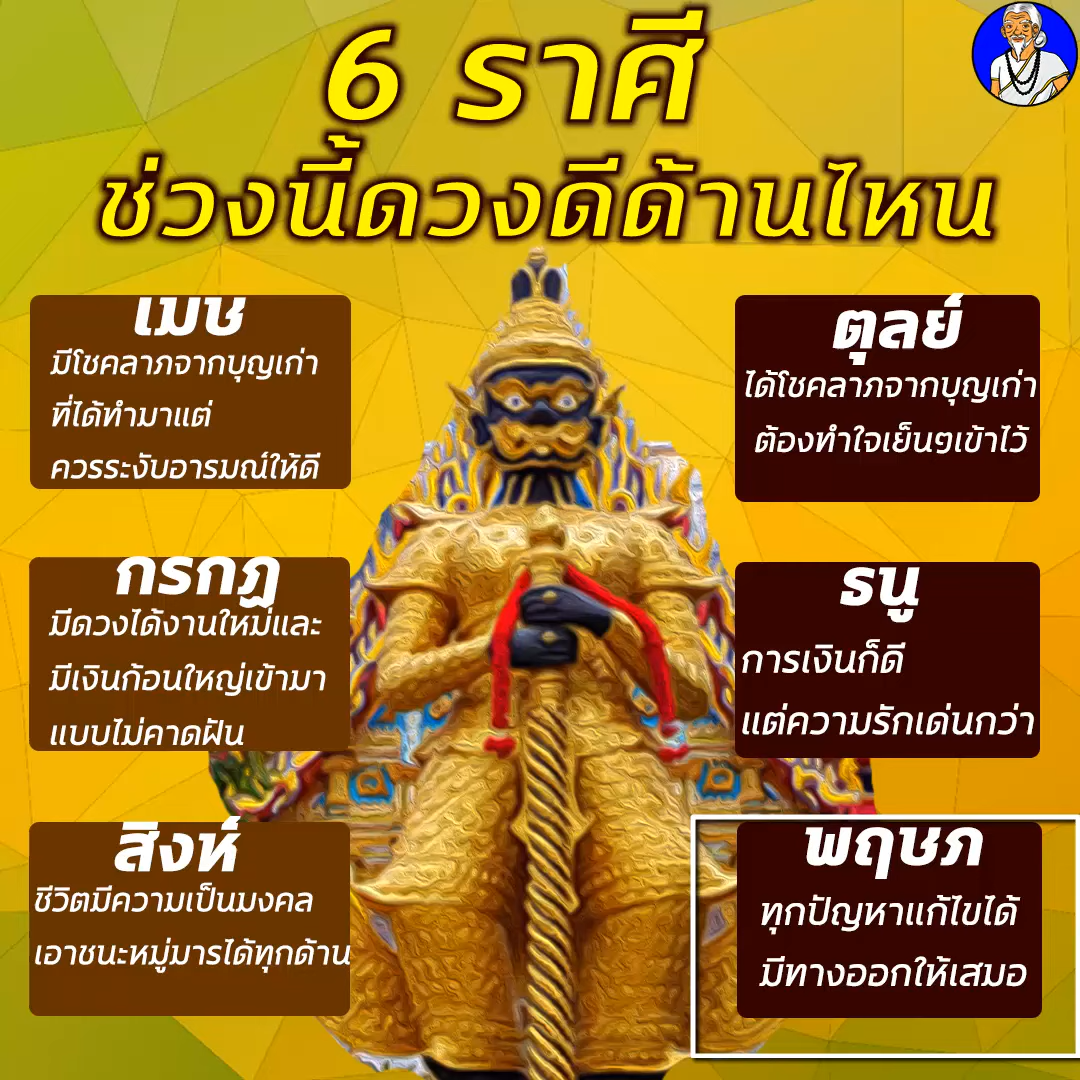 6 ราศี
ช่วงนี้ดวงดีด้านไหน
เมษ
มีโชคลาภจากบุญเก่า
ที่ได้ทำมาแต่
ควรระงับอารมณ์ให้ดี
ตุลย์
ได้โชคลาภจากบุญเก่า
ต้องทำใจเย็นๆเข้าไว้
กรกฏ
มีดวงได้งานใหม่และ
มีเงินก้อนใหญ่เข้ามา
แบบไม่คาดฝัน
ธนู
การเงินก็ดี
แต่ความรักเด่นกว่า
สิงห์
ชีวิตมีความเป็นมงคล
เอาชนะหมู่มารได้ทุกด้าน
พฤษภ
ทุกปัญหาแก้ไขได้
มีทางออกให้เสมอ